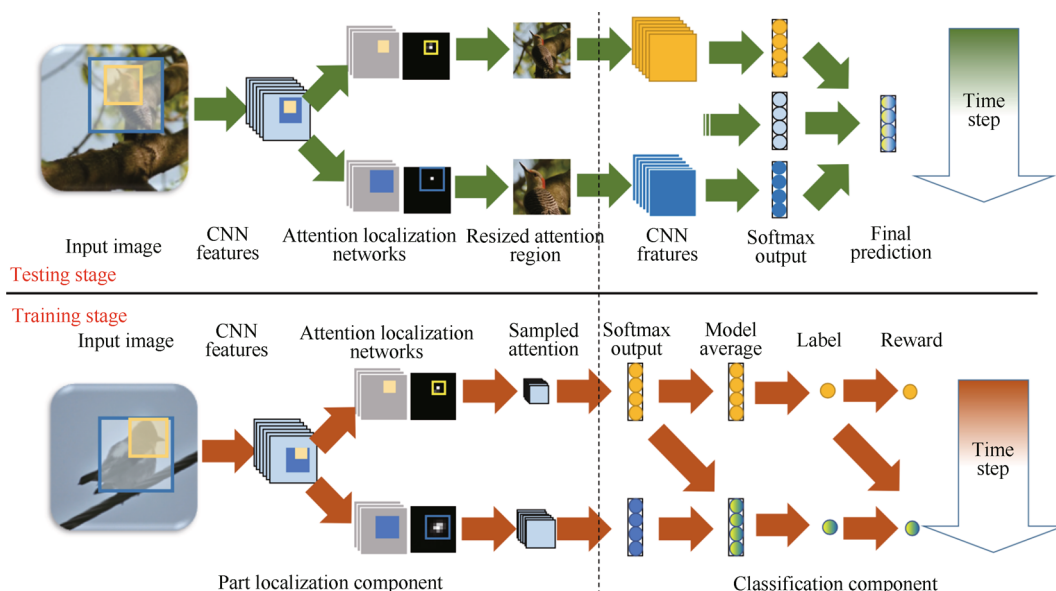 Time
step
Input image
CNN
features
Attention localization
networks
Resized attention
region
CNN
fratures
Softmax
output
Final
prediction
Testing stage
Training stage
Input image
CNN
features
Attention localization
networks
Sampled
attention
Softmax
output
Model
average
Label
Reward
Time
step
Part localization component
Classification component